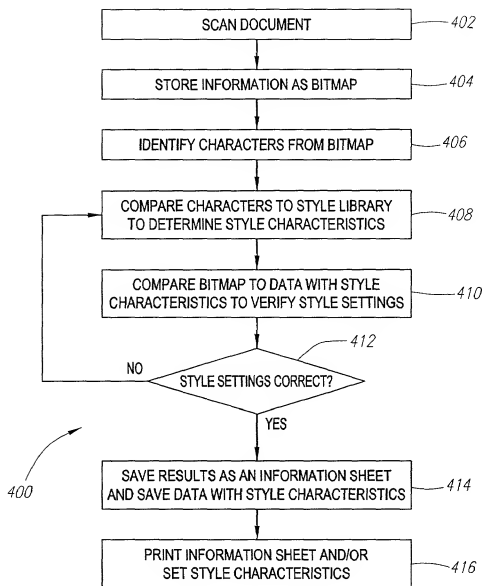 SCAN DOCUMENT
402
STORE INFORMATION AS BITMAP
404
IDENTIFY CHARACTERS FROM BITMAP
406
COMPARE CHARACTERS TO STYLE LIBRARY
TO DETERMINE STYLE CHARACTERISTICS
408
COMPARE BITMAP TO DATA WITH STYLE
CHARACTERISTICS TO VERIFY STYLE SETTINGS
410
412
NO
STYLE SETTINGS CORRECT?
YES
400
SAVE RESULTS AS AN INFORMATION SHEET
AND SAVE DATA WITH STYLE CHARACTERISTICS
414
PRINT INFORMATION SHEET AND/OR
SET STYLE CHARACTERISTICS
416